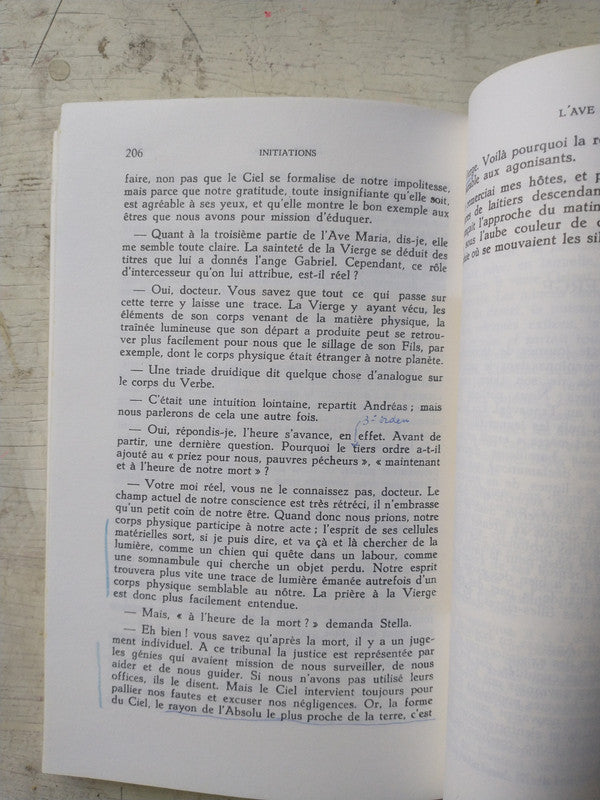 206
INITIATIONS
faire, non pas que le Ciel se formalise de notre impolitesse,
mais parce que notre gratitude, toute insignifiante qu'elle soit,
est agréable à ses yeux, et qu'elle montre le bon exemple aux
êtres que nous avons pour mission d'éduquer.
— Quant à la troisième partie de l'Ave Maria, dis-je, elle
me semble toute claire. La sainteté de la Vierge se déduit des
titres que lui a donnés l'ange Gabriel. Cependant, ce rôle
d'intercesseur qu'on lui attribue, est-il réel ?
— Oui, docteur. Vous savez que tout ce qui passe sur
cette terre y laisse une trace. La Vierge y ayant vécu, les
éléments de son corps venant de la matière physique, la
traînée lumineuse que son départ a produite peut se retrou-
ver plus facilement pour nous que le sillage de son Fils, par
exemple, dont le corps physique était étranger à notre planète.
— Une triade druidique dit quelque chose d'analogue sur
le corps du Verbe.
— C'était une intuition lointaine, repartit Andréas ; mais
nous parlerons de cela une autre fois.
3º orden
— Oui, répondis-je, l'heure s'avance, en effet. Avant de
partir, une dernière question. Pourquoi le tiers ordre a-t-il
ajouté au « priez pour nous, pauvres pécheurs », « maintenant
et à l'heure de notre mort » ?
— Votre moi réel, vous ne le connaissez pas, docteur. Le
champ actuel de notre conscience est très rétréci, il n'embrasse
qu'un petit coin de notre être. Quand donc nous prions, notre
corps physique participe à notre acte ; l'esprit de ses cellules
matérielles sort, si je puis dire, et va çà et là chercher de la
lumière, comme un chien qui quête dans un labour, comme
une somnambule qui cherche un objet perdu. Notre esprit
trouvera plus vite une trace de lumière émanée autrefois d'un
corps physique semblable au nôtre. La prière à la Vierge
est donc plus facilement entendue.
— Mais, « à l'heure de la mort ? » demanda Stella.
— Eh bien ! vous savez qu'après la mort, il y a un juge-
ment individuel. A ce tribunal la justice est représentée par
les génies qui avaient mission de nous surveiller, de nous
aider et de nous guider. Si nous n'avons pas utilisé leurs
offices, ils le disent. Mais le Ciel intervient toujours pour
pallier nos fautes et excuser nos négligences. Or, la forme
du Ciel, le rayon de l'Absolu le plus proche de la terre, c'est
L'AVE
Voilà pourquoi la
aux agonisants.
mes hôtes, et
de laitiers descendan
l'approche du matin
l'aube couleur de
où se mouvaient les sil